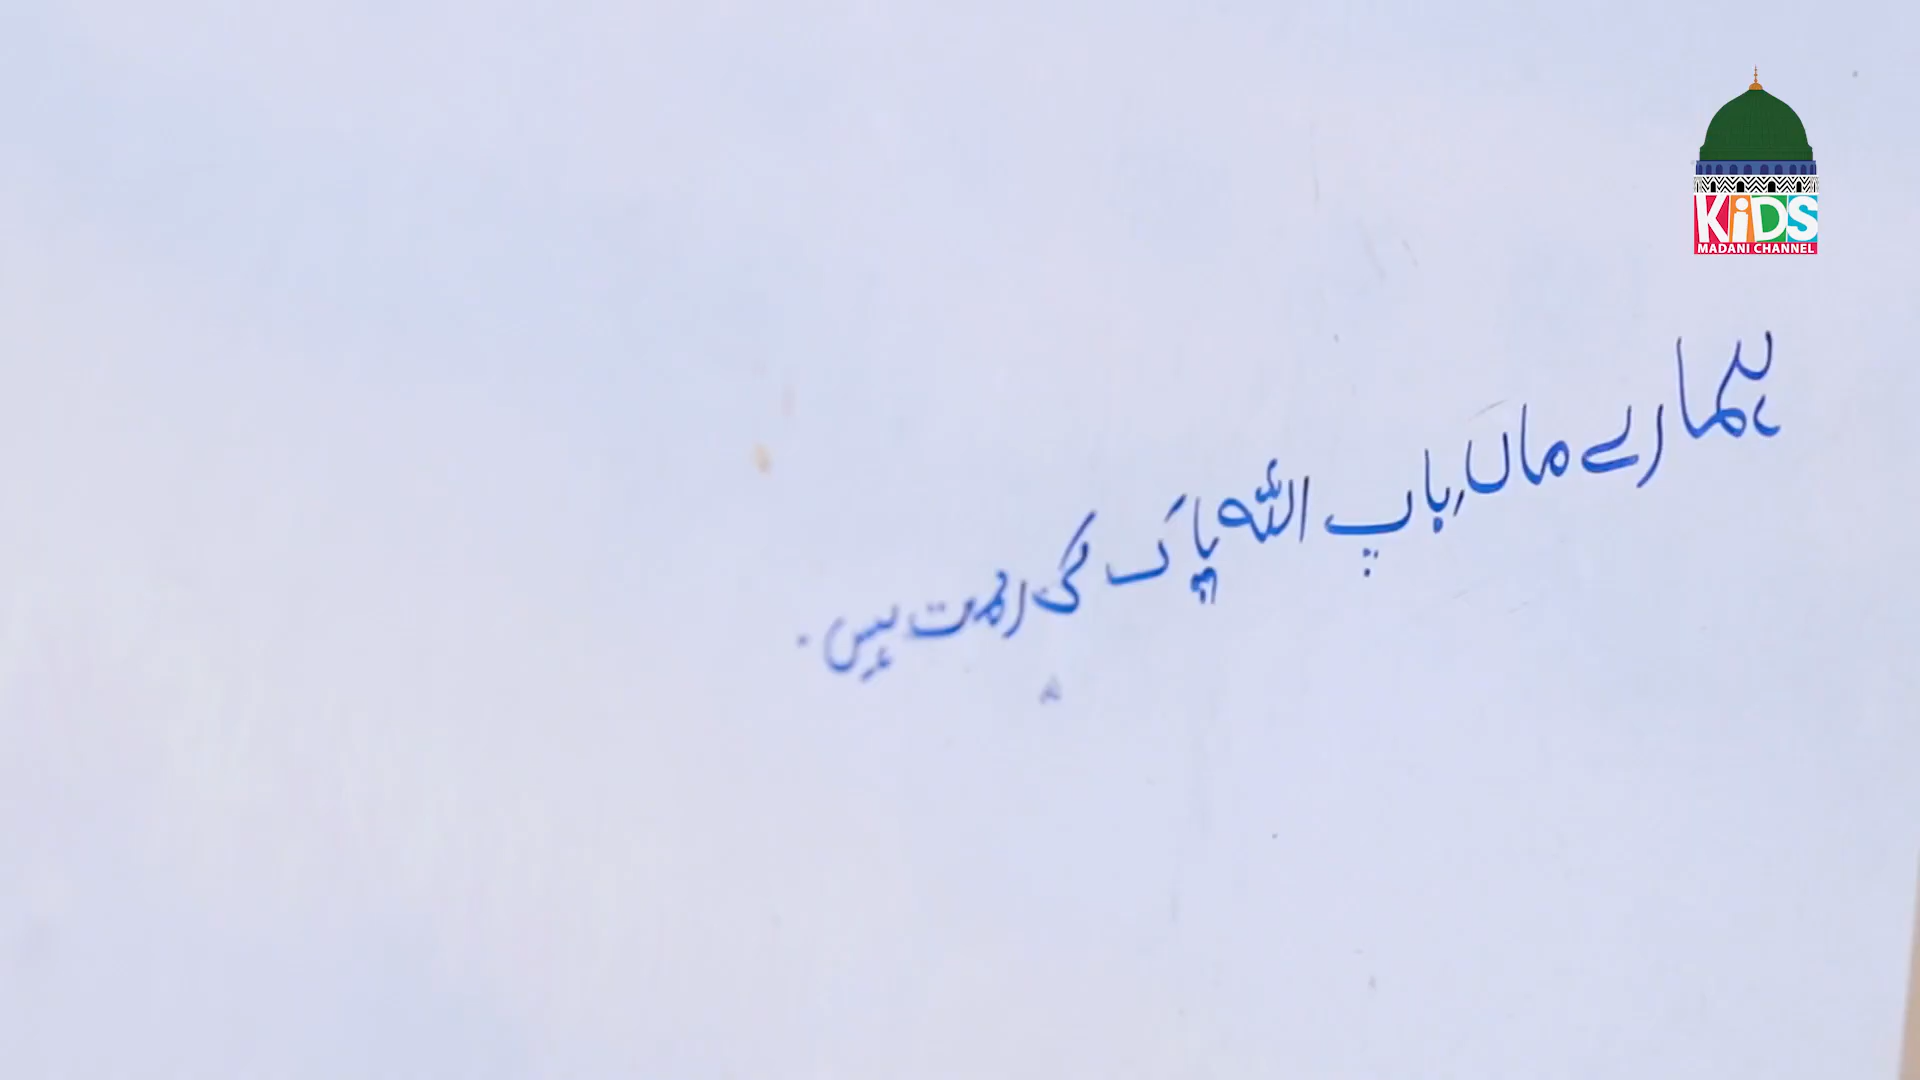 KiDS
MADANI CHANNEL
ہمارے ماں،باپ اللہ پاک کی رحمت ہیں۔